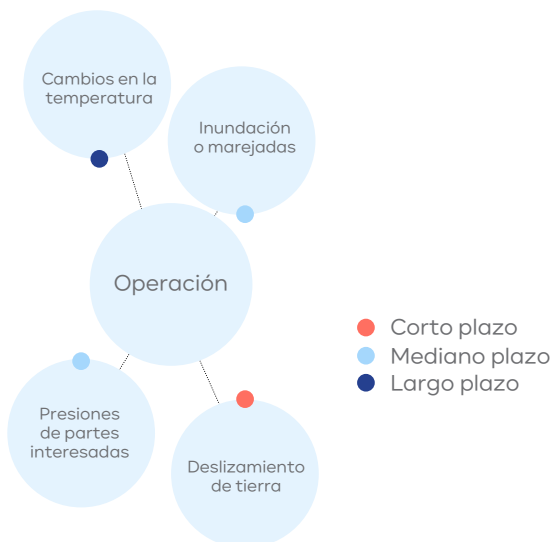 Cambios en la
temperatura
Inundación
o marejadas
Operación
Corto plazo
Mediano plazo
Largo plazo
Presiones
de partes
interesadas
Deslizamiento
de tierra